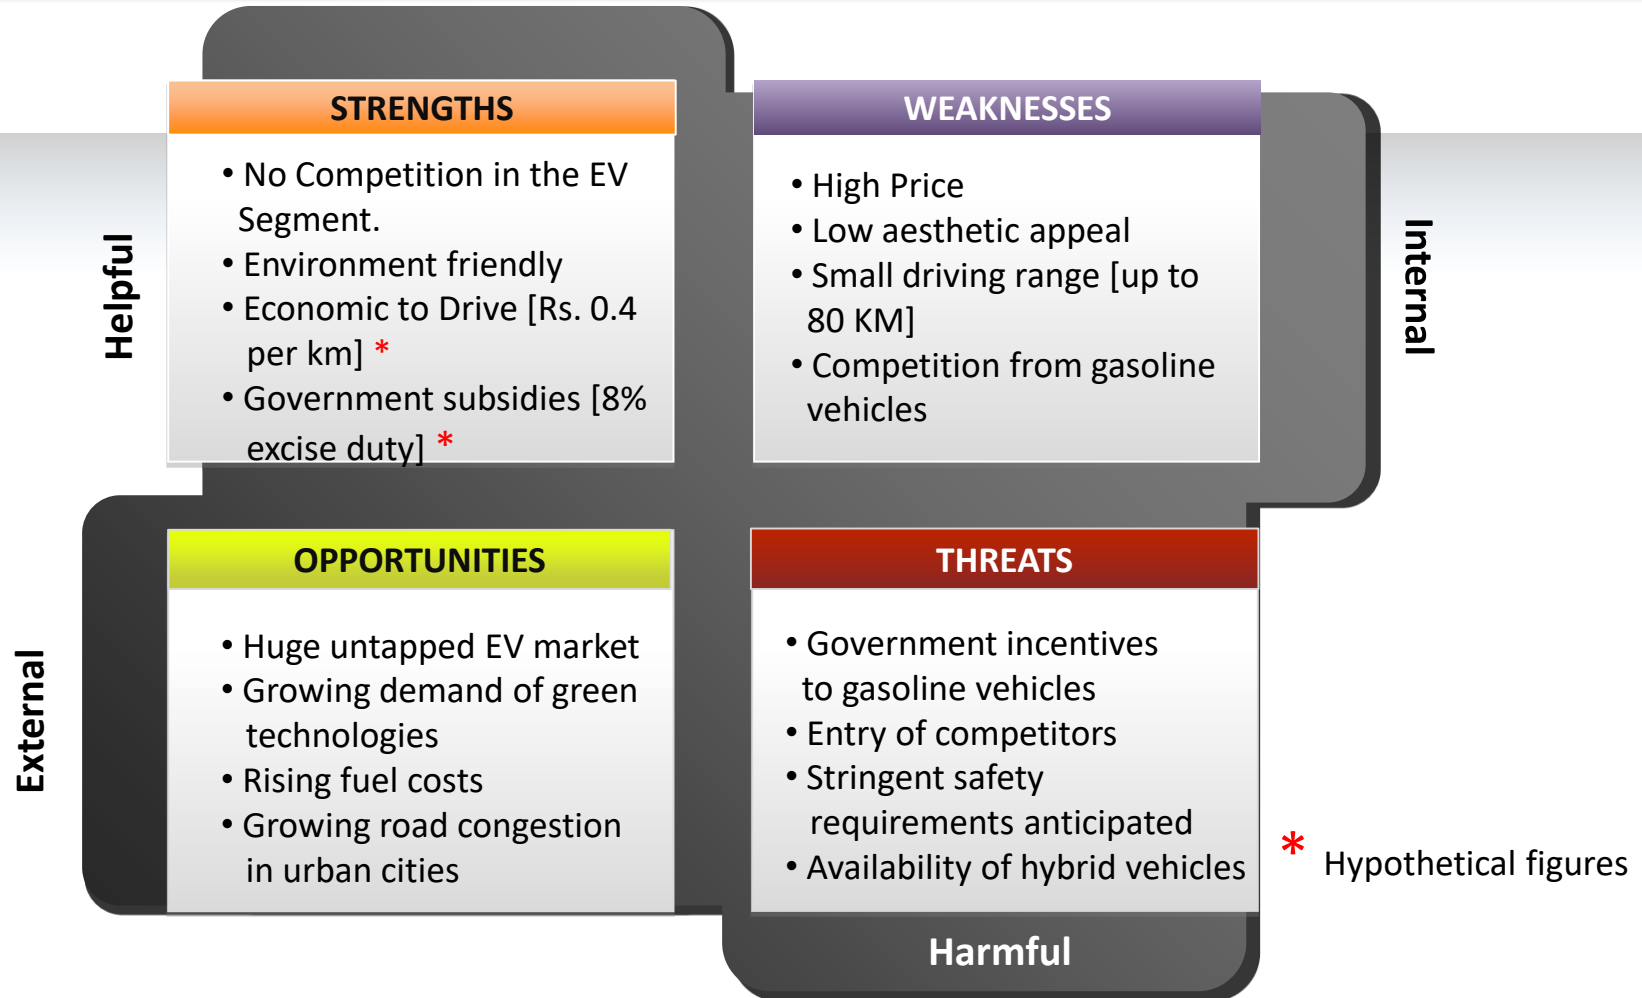 STRENGTHS
• No Competition in the EV
Segment.
• Environment friendly
• Economic to Drive [Rs. 0.4
per km] *
• Government subsidies [8%
excise duty] *
WEAKNESSES
• High Price
• Low aesthetic appeal
• Small driving range [up to
80 KM]
• Competition from gasoline
vehicles
Helpful
Internal
OPPORTUNITIES
• Huge untapped EV market
• Growing demand of green
technologies
• Rising fuel costs
• Growing road congestion
in urban cities
THREATS
• Government incentives
to gasoline vehicles
• Entry of competitors
• Stringent safety
requirements anticipated
• Availability of hybrid vehicles
External
* Hypothetical figures
Harmful